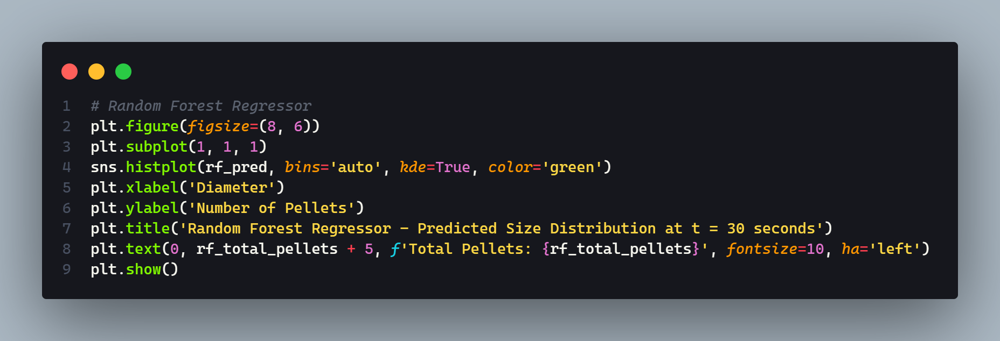 1 # Random Forest Regressor
2 plt.figure(figsize=(8, 6))
3 plt.subplot(1, 1, 1)
4 sns.histplot(rf_pred, bins='auto', kde=True, color='green')
5 plt.xlabel('Diameter')
6 plt.ylabel('Number of Pellets')
7 plt.title('Random Forest Regressor - Predicted Size Distribution at t = 30 seconds')
8 plt.text(0, rf_total_pellets + 5, f'Total Pellets: {rf_total_pellets}', fontsize=10, ha='left')
9 plt.show()